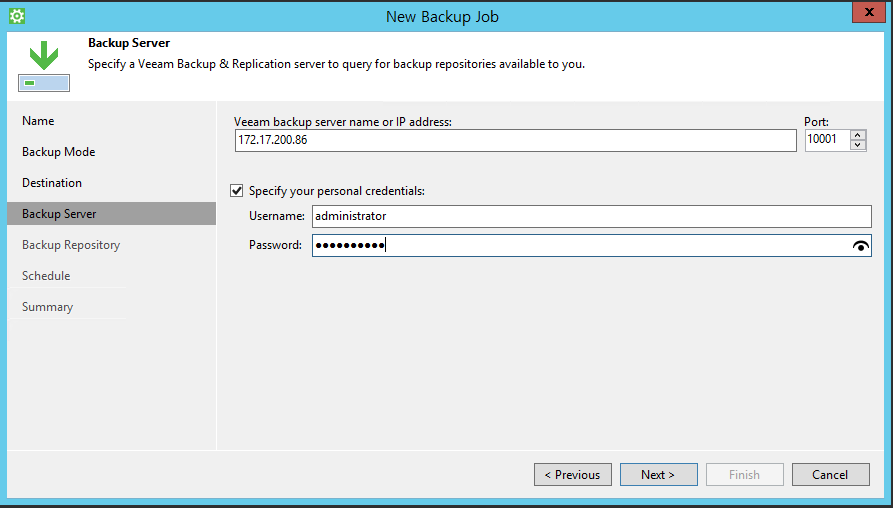 New Backup Job
x
Backup Server
Specify a Veeam Backup & Replication server to query for backup repositories available to you.
Name
Backup Mode
Destination
Backup Server
Backup Repository
Schedule
Summary
Veeam backup server name or IP address:
Port:
172.17.200.86
10001
Specify your personal credentials:
Username:
administrator
Password:
●●●●●●●●●●
< Previous
Next >
Finish
Cancel